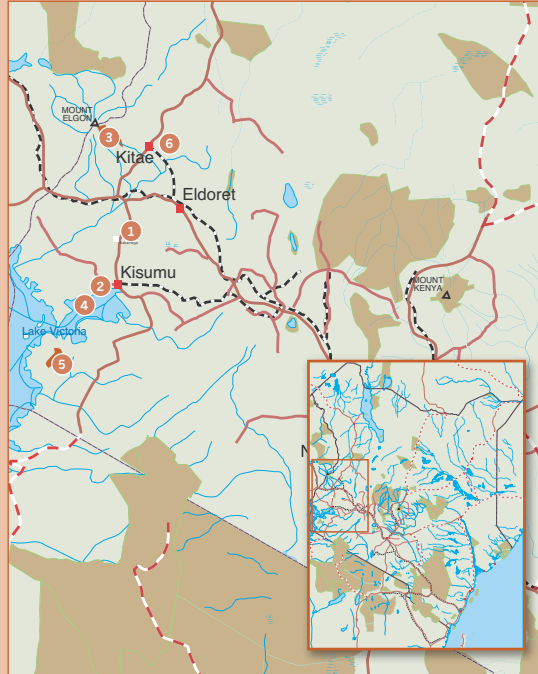 MOUNT
ELGON
3
6
Kitae
Eldoret
1
2
Kisumu
4
MOUNT
KENYA
Lake Victoria
5
N